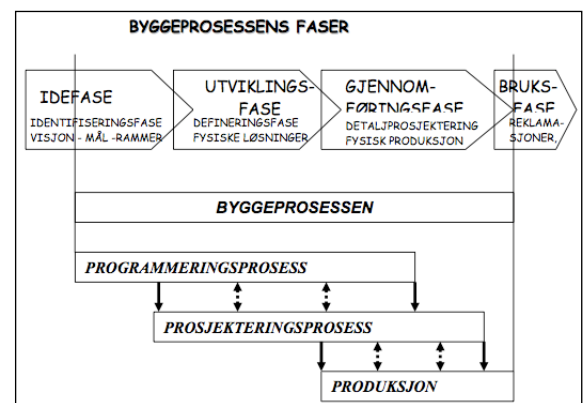 BYGGEPROSESSENS FASER
IDEFASE
IDENTIFISERINGSFASE
VISJON - MÅL -RAMMER
UTVIKLINGS-
FASE
DEFINERINGSFASE
FYSISKE LØSNINGER
GJENNOM-
FØRINGSFASE
DETALJPROSJEKTERING
FYSISK PRODUKSJON
BRUKS-
FASE
REKLAMA-
SJONER,
BYGGEPROSESSEN
PROGRAMMERINGSPROSESS
PROSJEKTERINGSPROSESS
PRODUKSJON